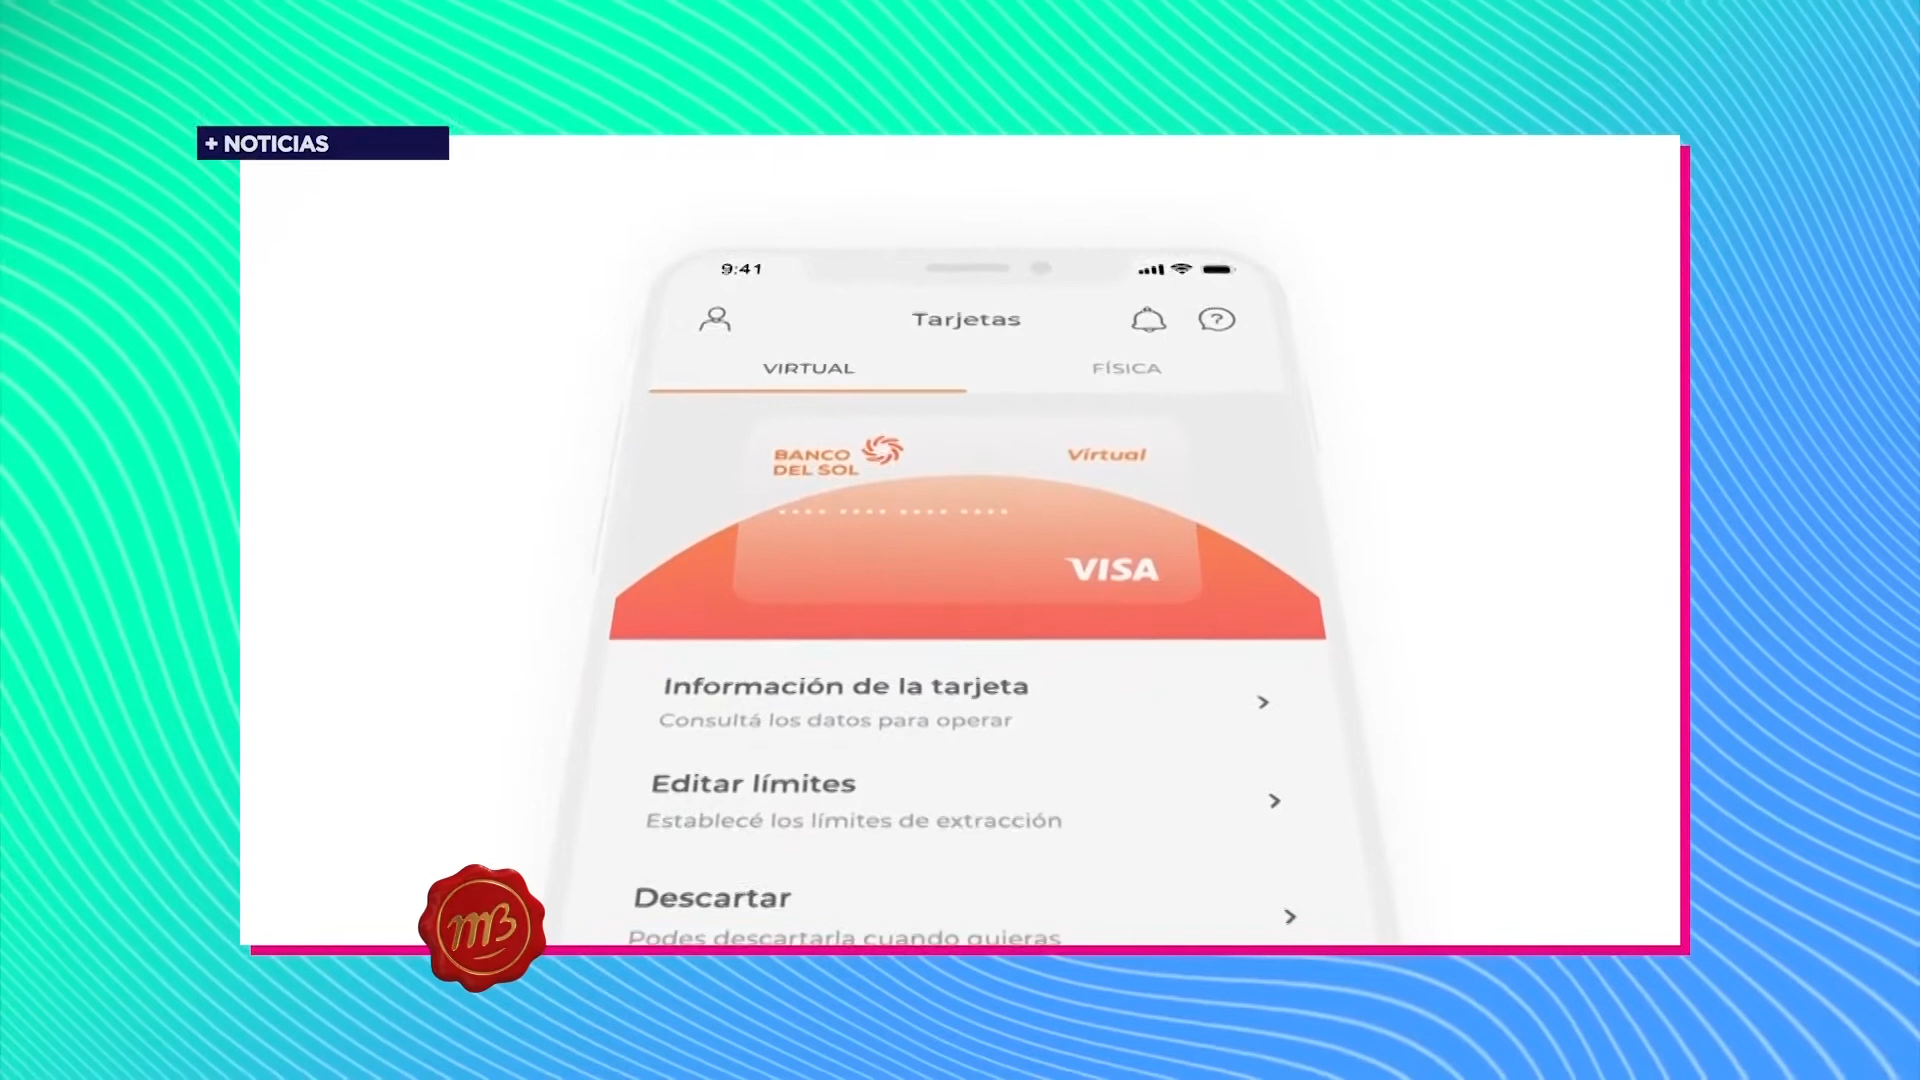 + NOTICIAS
9:41
Tarjetas
VIRTUAL
FÍSICA
BANCO
DEL SOL
Virtual
VISA
Información de la tarjeta
Consultá los datos para operar
Editar límites
Establecé los límites de extracción
Descartar
Podes descartarla cuando quieras
MB